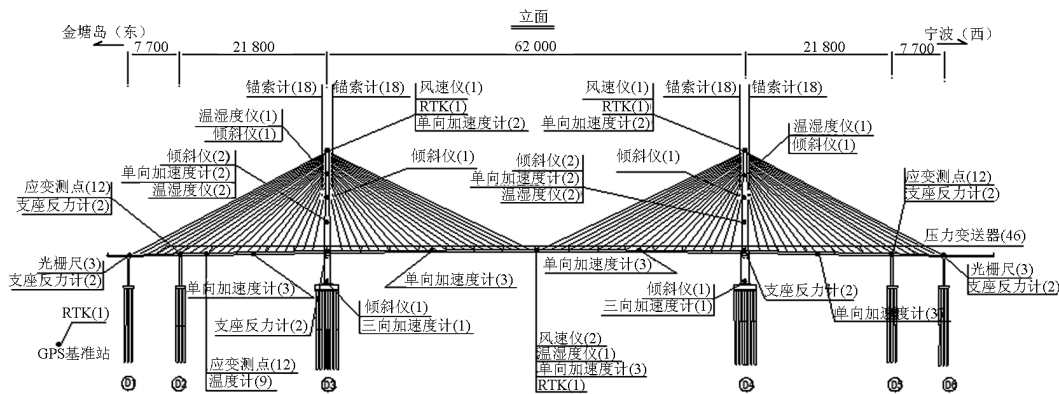 立面
金塘岛（东）
宁波（西）
7 700
21 800
62 000
21 800
7 700
锚索计(18)
锚索计(18)
风速仪(1)
RTK(1)
单向加速度计(2)
风速仪(1)
RTK(1)
单向加速度计(2)
锚索计(18)
锚索计(18)
温湿度仪(1)
倾斜仪(1)
温湿度仪(1)
倾斜仪(1)
倾斜仪(2)
单向加速度计(2)
温湿度仪(2)
倾斜仪(1)
倾斜仪(2)
单向加速度计(2)
温湿度仪(2)
倾斜仪(1)
应变测点(12)
支座反力计(2)
应变测点(12)
支座反力计(2)
压力变送器(46)
光栅尺(3)
支座反力计(2)
单向加速度计(3)
单向加速度计(3)
单向加速度计(3)
支座反力计(2)
光栅尺(3)
支座反力计(2)
倾斜仪(1)
三向加速度计(1)
倾斜仪(1)
三向加速度计(1)
单向加速度计(3)
RTK(1)
GPS基准站
支座反力计(2)
风速仪(2)
温湿度仪(1)
单向加速度计(3)
RTK(1)
应变测点(12)
温度计(9)
D1
D2
D3
D4
D5
D6